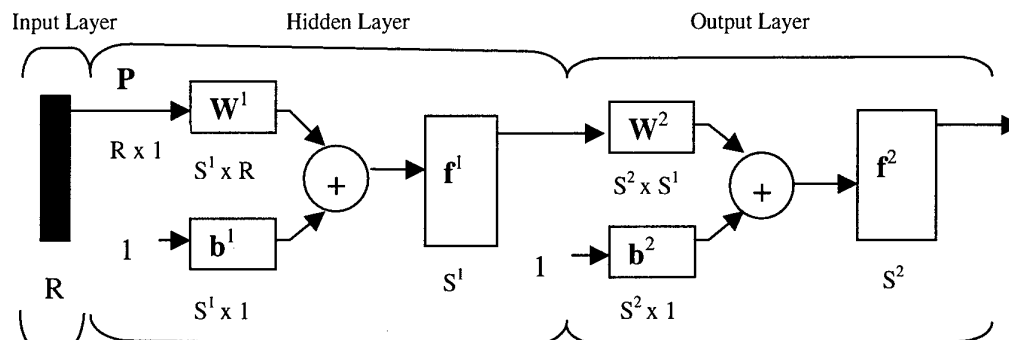 Input Layer Hidden Layer Output Layer
P
W¹ W²
R x 1 S¹ x R f¹ S² x S¹ f²
+ +
1 b¹ 1 b²
R S¹ S²
S¹ x 1 S² x 1